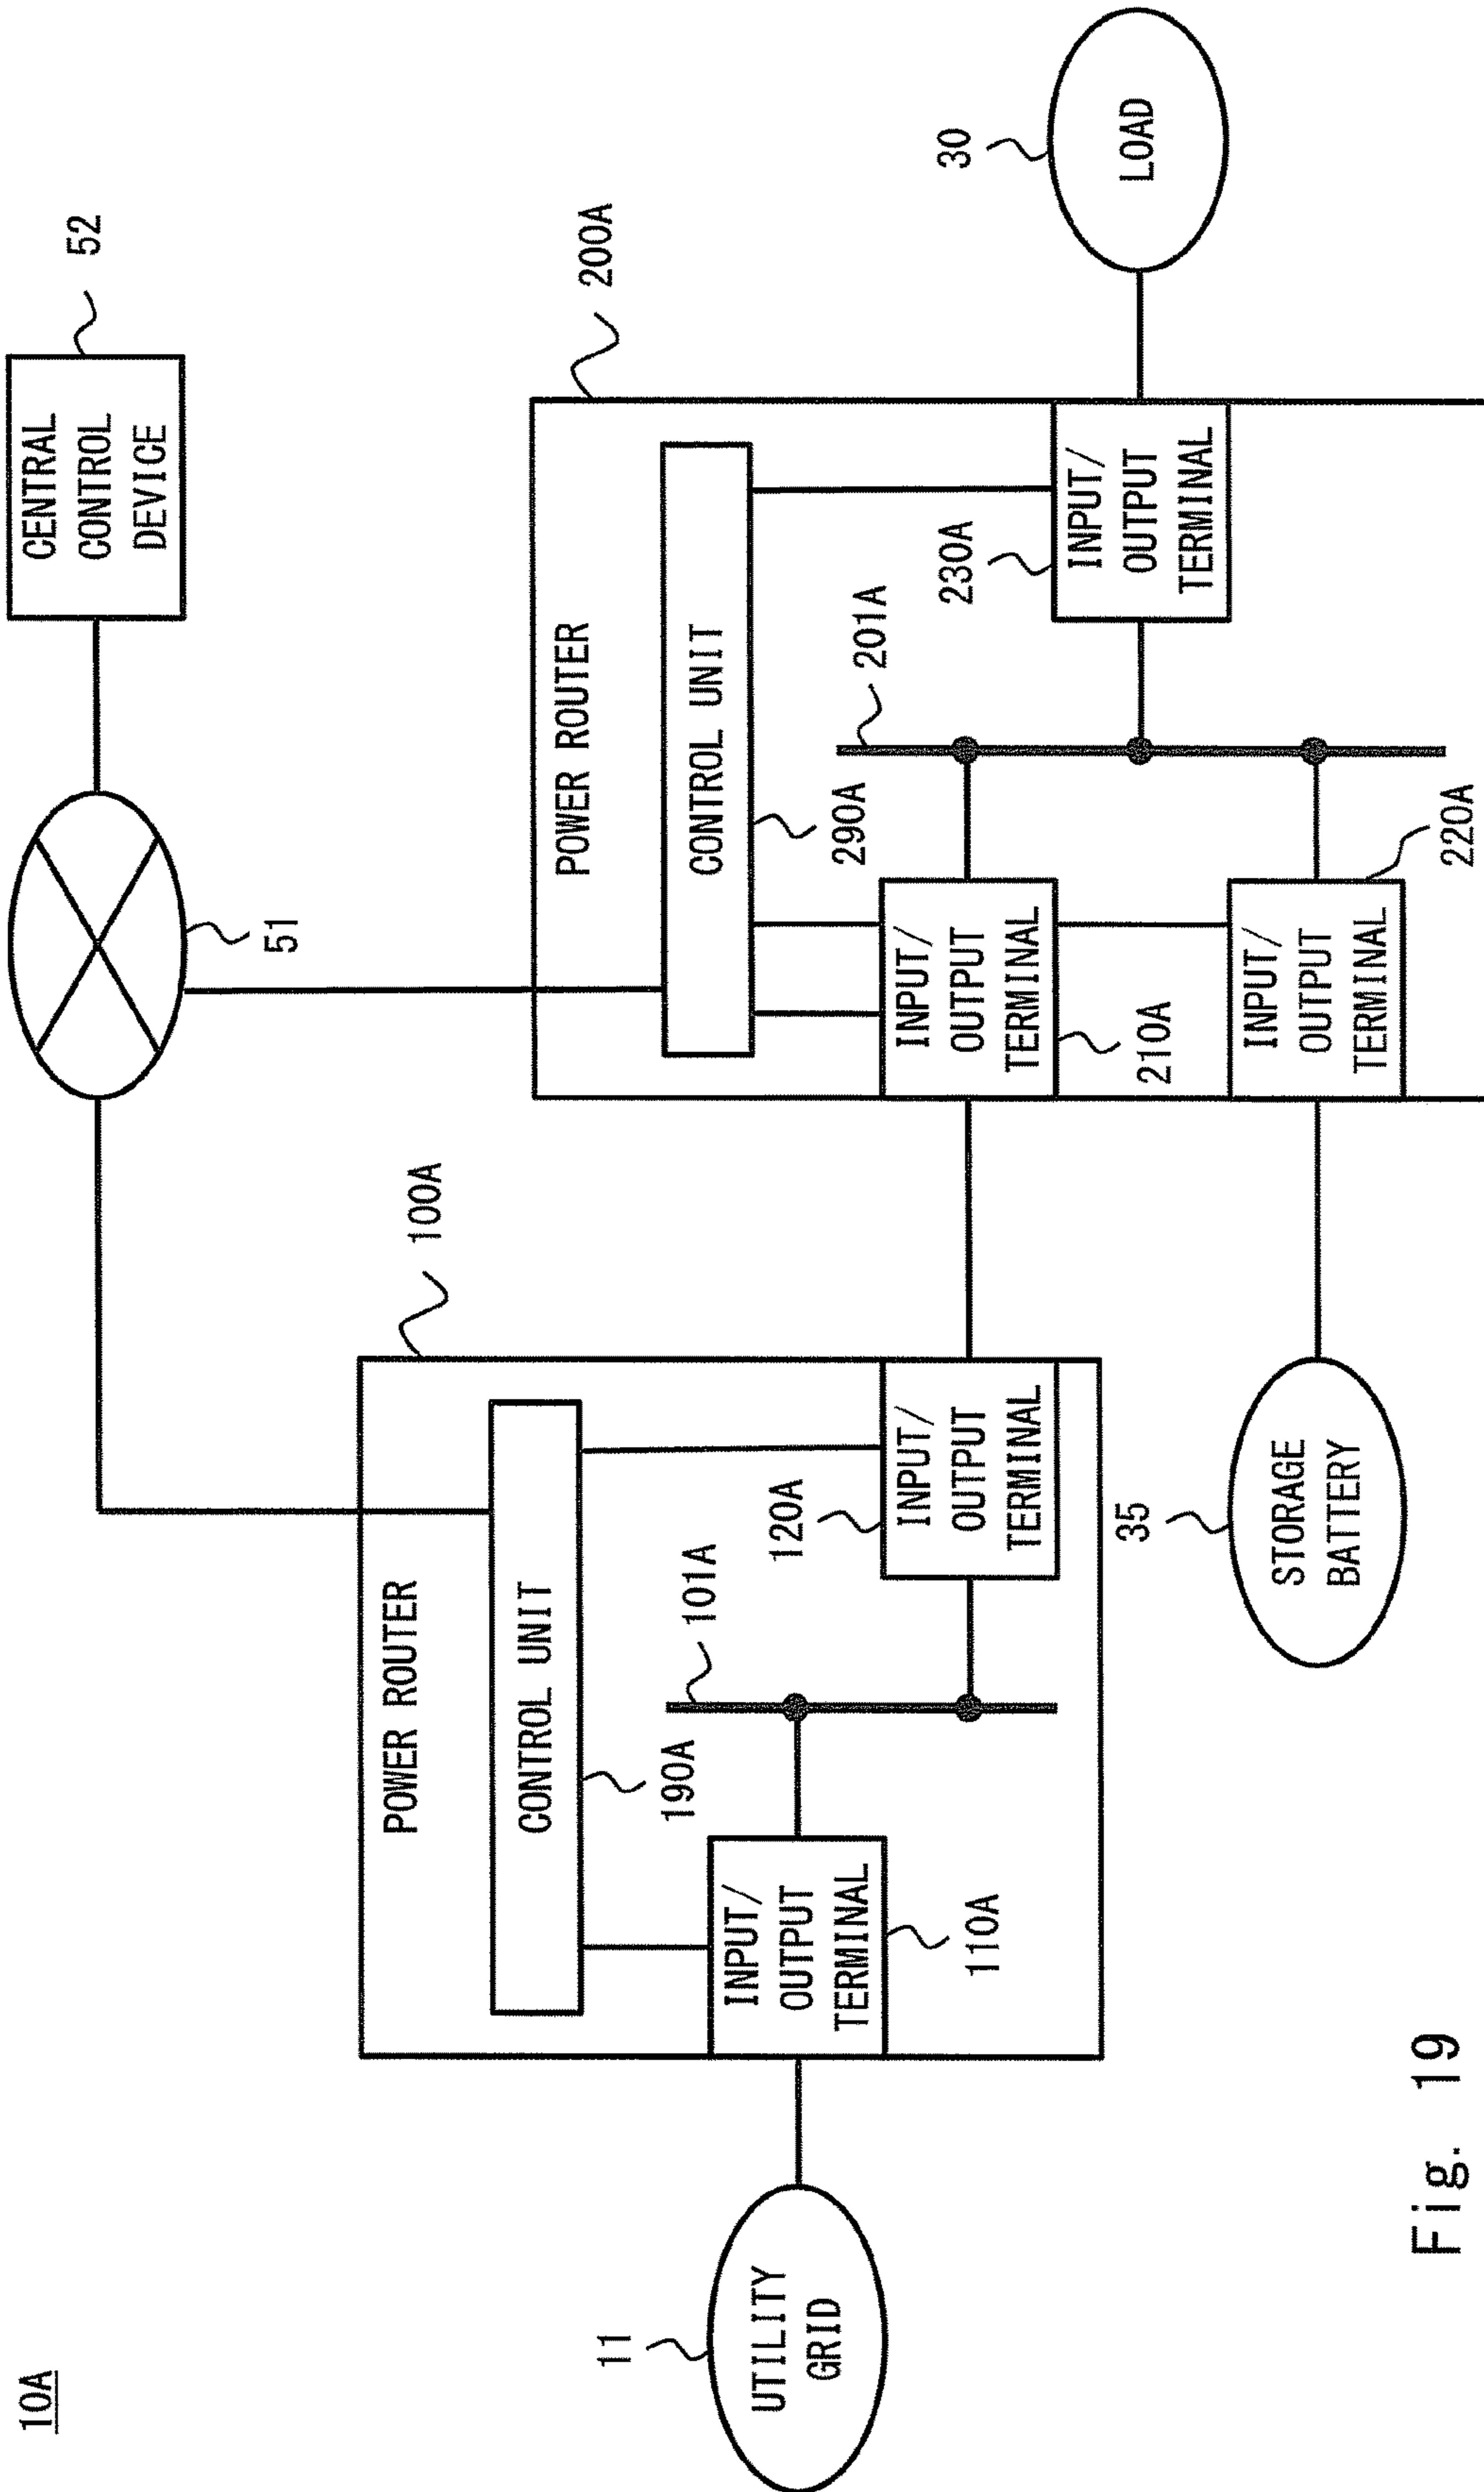 10A
CENTRAL
CONTROL
DEVICE
52
51
100A
200A
POWER ROUTER
CONTROL UNIT
190A
101A
INPUT/
OUTPUT
TERMINAL
110A
INPUT/
OUTPUT
TERMINAL
120A
POWER ROUTER
CONTROL UNIT
290A
201A
INPUT/
OUTPUT
TERMINAL
210A
INPUT/
OUTPUT
TERMINAL
220A
INPUT/
OUTPUT
TERMINAL
230A
11
UTILITY
GRID
35
STORAGE
BATTERY
30
LOAD
Fig. 19